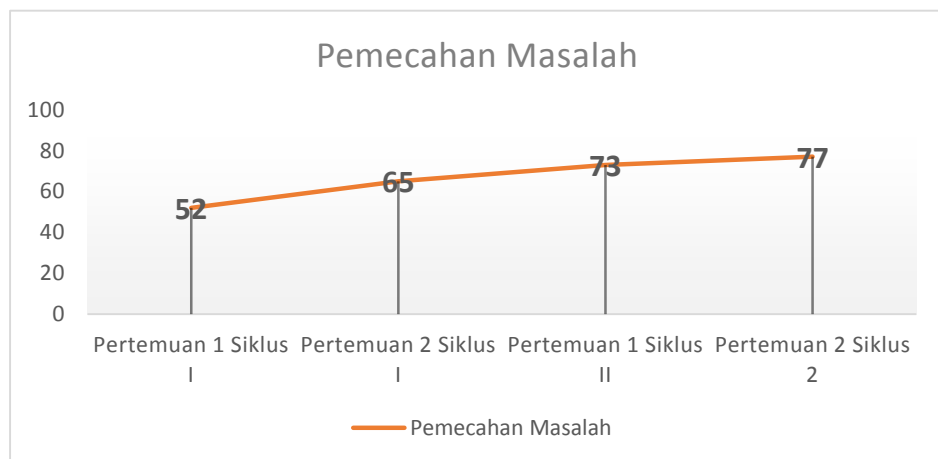 Pemecahan Masalah
100
80
60
40
20
0
52
65
73
77
Pertemuan 1 Siklus I
Pertemuan 2 Siklus I
Pertemuan 1 Siklus II
Pertemuan 2 Siklus 2
Pemecahan Masalah